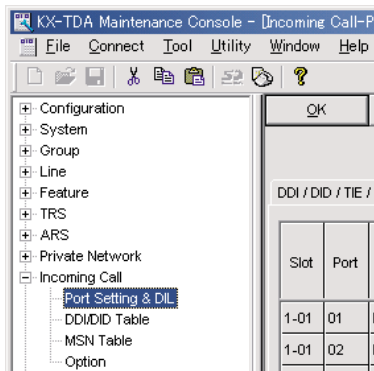 KX-TDA Maintenance Console - [Incoming Call-P
File Connect Tool Utility Window Help
Configuration
System
Group
Line
Feature
TRS
ARS
Private Network
Incoming Call
Port Setting & DIL
DDI/DID Table
MSN Table
Option
OK
DDI / DID / TIE /
Slot Port
1-01 01
1-01 02